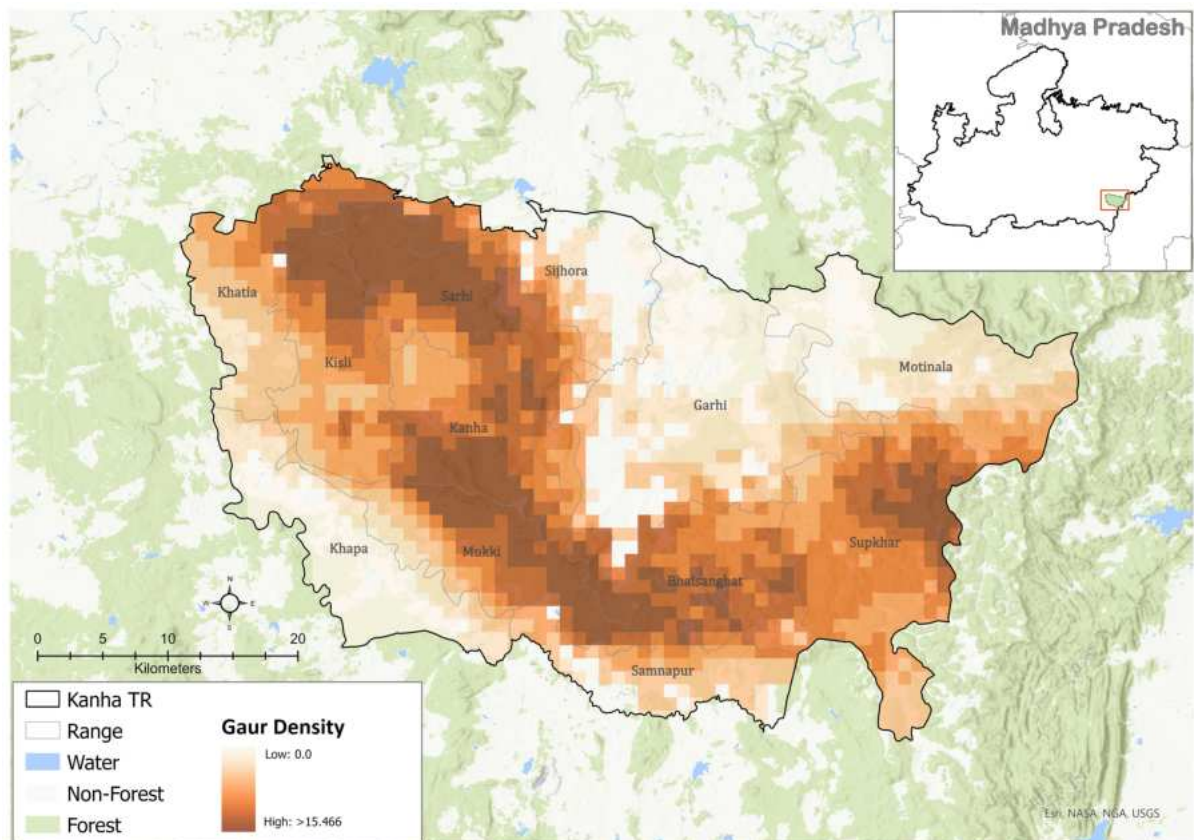 Madhya Pradesh
Sijhora
Khatia
Sarhi
Kisli
Motinala
Garhi
Kanha
Khapa
Mukki
Supkhar
Bhaisanghat
Samnapur
N
W
E
S
0 5 10 20
Kilometers
Kanha TR
Range
Water
Non-Forest
Forest
Gaur Density
Low: 0.0
High: >15.466
Esri, NASA, NGA, USGS